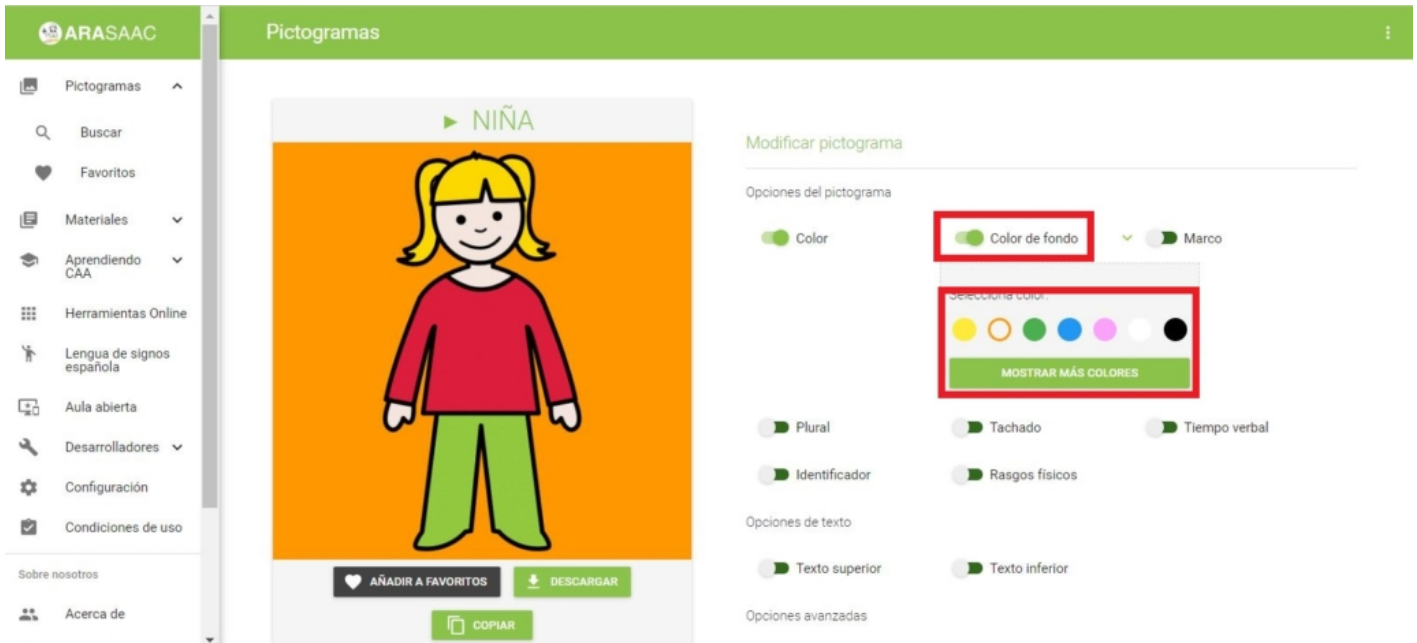 ARASAAC
Pictogramas
Pictogramas
Buscar
Favoritos
Materiales
Aprendiendo
CAA
Herramientas Online
Lengua de signos
española
Aula abierta
Desarrolladores
Configuración
Condiciones de uso
Sobre nosotros
Acerca de
► NIÑA
AÑADIR A FAVORITOS
DESCARGAR
COPIAR
Modificar pictograma
Opciones del pictograma
Color
Color de fondo
Marco
Selecciona color:
MOSTRAR MÁS COLORES
Plural
Tachado
Tiempo verbal
Identificador
Rasgos físicos
Opciones de texto
Texto superior
Texto inferior
Opciones avanzadas